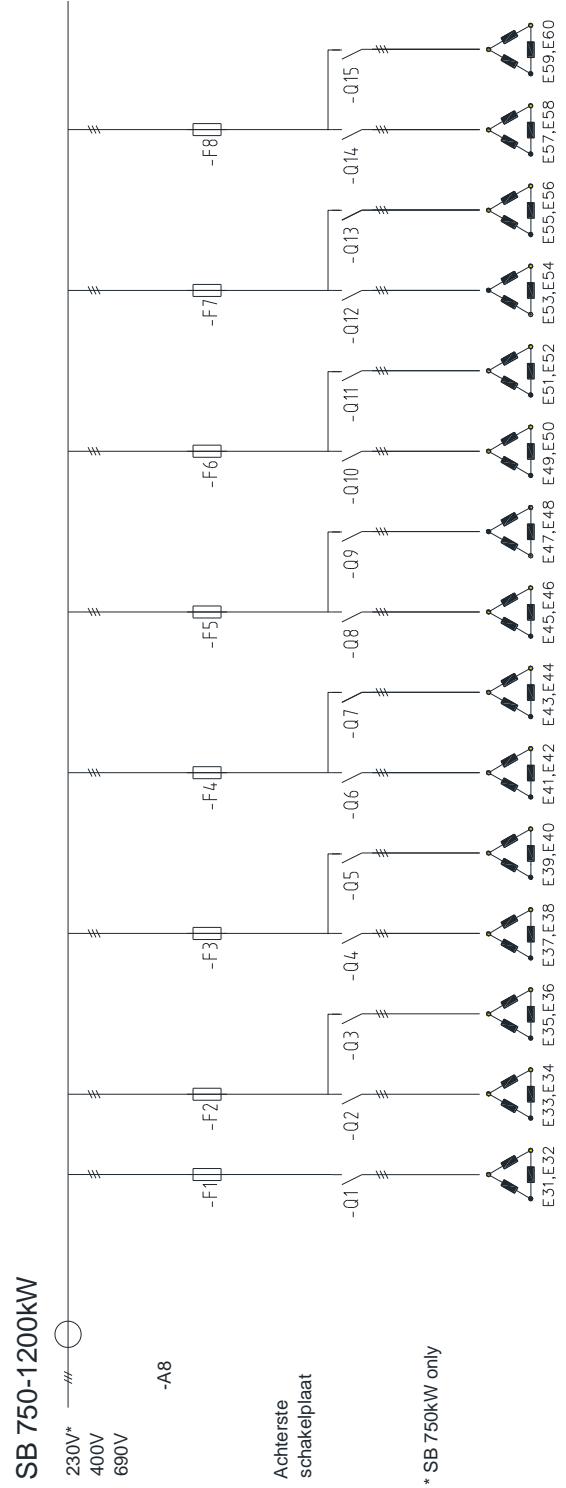 SB 750-1200kW
230V*
400V
690V
-A8
Achterste
schakelplaat
* SB 750kW only
-F1
-F2
-F3
-F4
-F5
-F6
-F7
-F8
-Q1
-Q2
-Q3
-Q4
-Q5
-Q6
-Q7
-Q8
-Q9
-Q10
-Q11
-Q12
-Q13
-Q14
-Q15
E31,E32
E33,E34
E35,E36
E37,E38
E39,E40
E41,E42
E43,E44
E45,E46
E47,E48
E49,E50
E51,E52
E53,E54
E55,E56
E57,E58
E59,E60